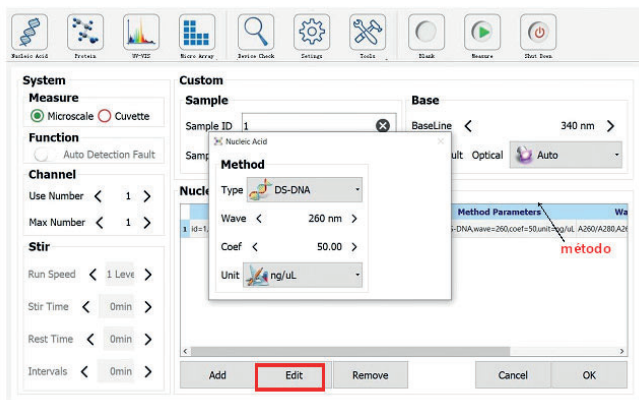 Nucleic Acid Protein UV-VIS Micro Array Device Check Settings Tools Blank Measure Shut Down
System
Measure
Microscale Cuvette
Function
Auto Detection Fault
Channel
Use Number 1
Max Number 1
Stir
Run Speed 1 Leve
Stir Time 0min
Rest Time 0min
Intervals 0min
Custom
Sample
Sample ID 1
Base
BaseLine 340 nm
Optical Auto
Nucleic Acid
Method
Type DS-DNA
Wave 260 nm
Coef 50.00
Unit ng/uL
Method Parameters Wa
1 id=1,
-DNA,wave=260,coef=50,unit=ng/uL A260/A280,A26
método
Add Edit Remove Cancel OK